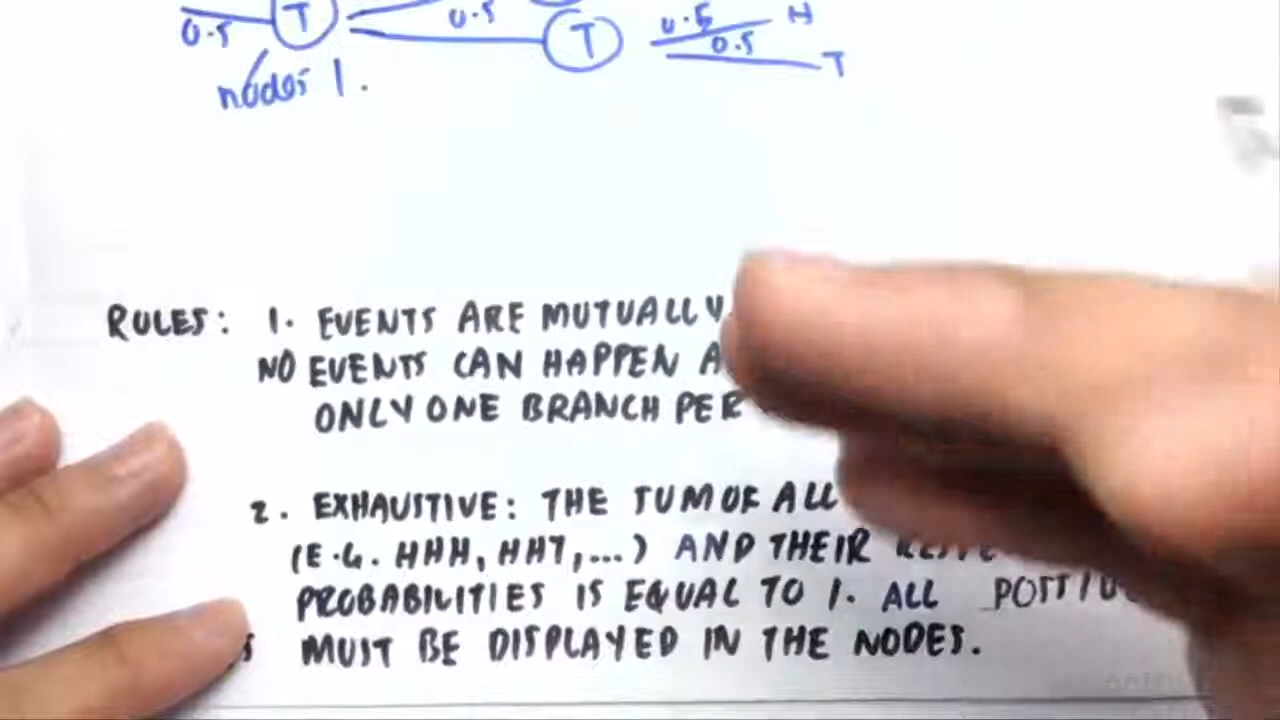 0.5 T 0.5 T 0.5 H
0.5 T
nodes 1.
RULES: 1. EVENTS ARE MUTUALLY
NO EVENTS CAN HAPPEN A
ONLY ONE BRANCH PER
2. EXHAUSTIVE: THE SUM OF ALL
(E.G. HHH, HHT,...) AND THEIR
PROBABILITIES IS EQUAL TO 1. ALL
MUST BE DISPLAYED IN THE NODES.